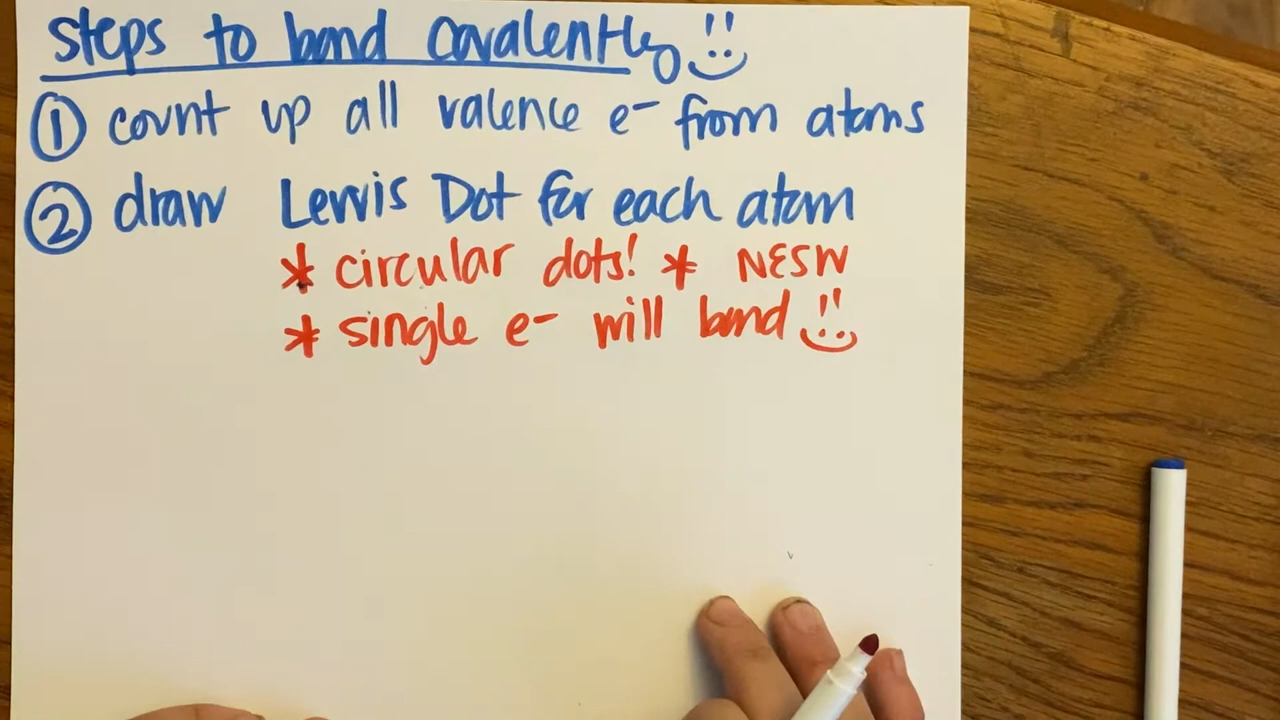 steps to bond covalently
① count up all valence e- from atoms
② draw Lewis Dot for each atom
* circular dots! * NESW
* single e- will bond